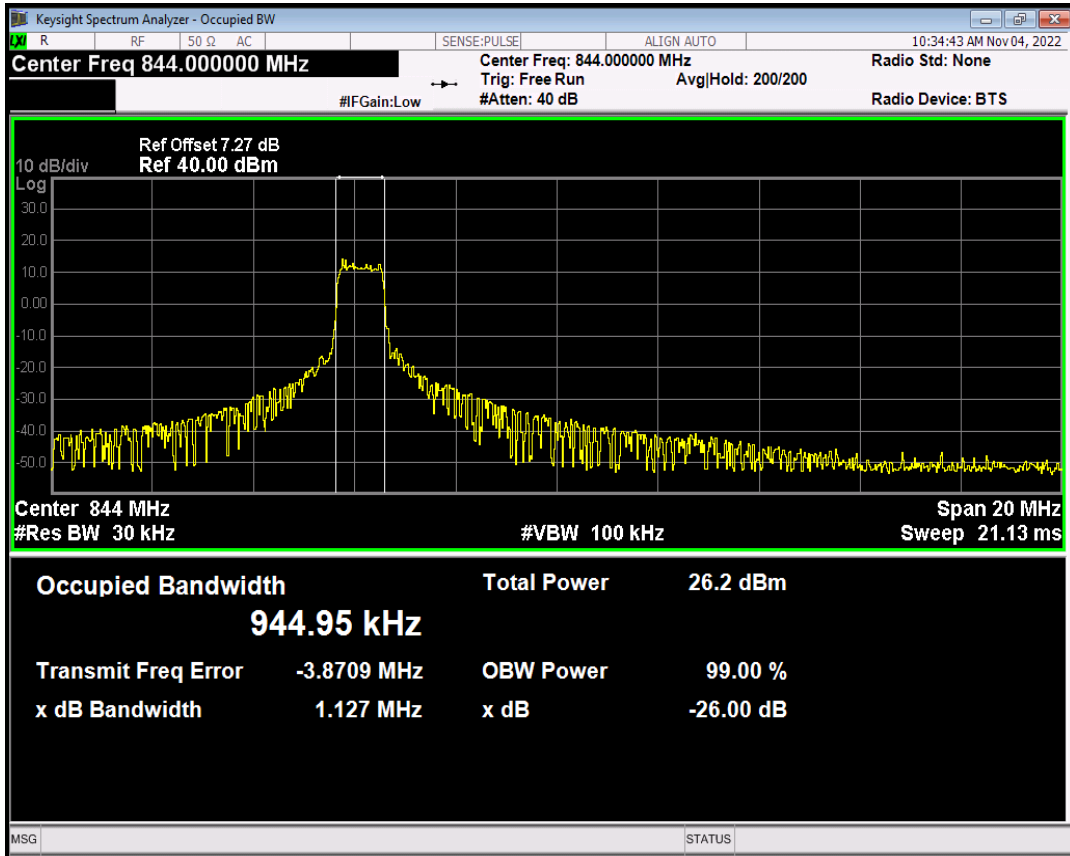 Keysight Spectrum Analyzer - Occupied BW
LXI R RF 50 Ω AC SENSE:PULSE ALIGN AUTO 10:34:43 AM Nov 04, 2022
Center Freq 844.000000 MHz Center Freq: 844.000000 MHz Radio Std: None
Trig: Free Run Avg|Hold: 200/200
#IFGain:Low #Atten: 40 dB Radio Device: BTS
Ref Offset 7.27 dB
10 dB/div Ref 40.00 dBm
Log
30.0
20.0
10.0
0.00
-10.0
-20.0
-30.0
-40.0
-50.0
Center 844 MHz Span 20 MHz
#Res BW 30 kHz #VBW 100 kHz Sweep 21.13 ms
Occupied Bandwidth Total Power 26.2 dBm
944.95 kHz
Transmit Freq Error -3.8709 MHz OBW Power 99.00 %
x dB Bandwidth 1.127 MHz x dB -26.00 dB
MSG STATUS